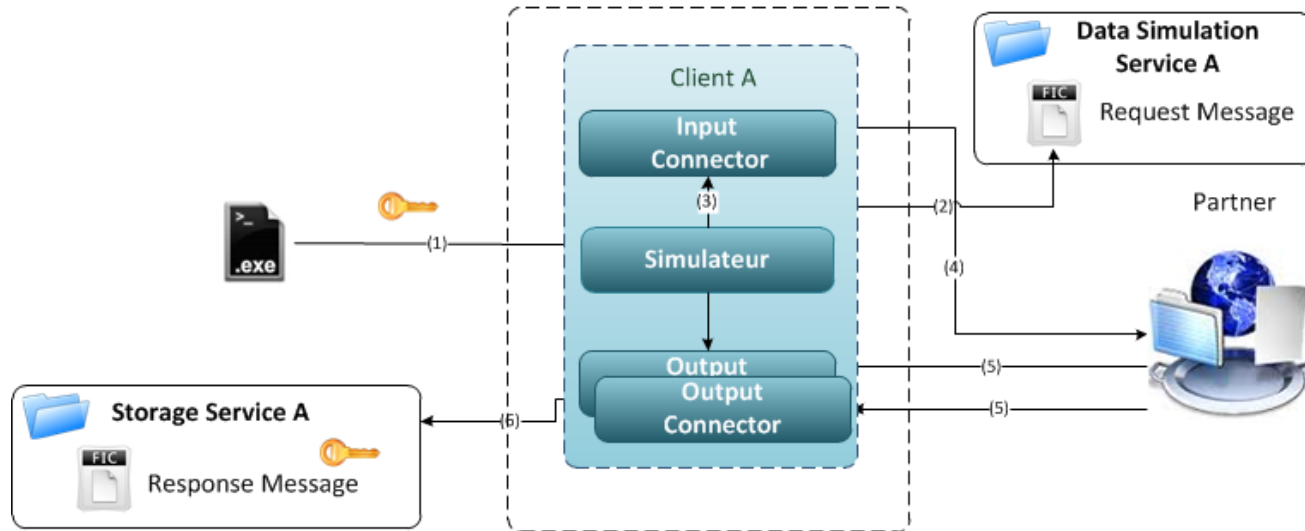 Data Simulation
Service A
FIC
Request Message
Client A
Input
Connector
(3)
(2)
Partner
>_
.exe
(1)
Simulateur
(4)
Output
Output
Connector
(5)
(5)
(6)
Storage Service A
FIC
Response Message